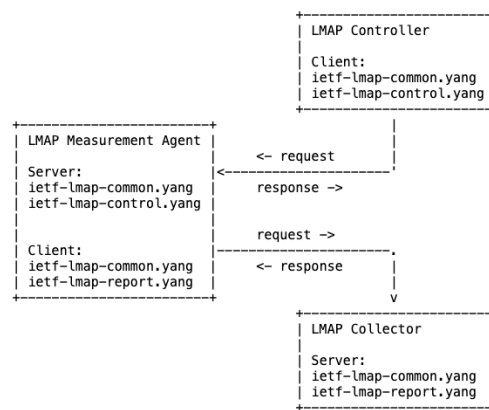 LMAP Controller
Client:
ietf-lmap-common.yang
ietf-lmap-control.yang
LMAP Measurement Agent
<- request
Server:
ietf-lmap-common.yang
response ->
ietf-lmap-control.yang
request ->
Client:
ietf-lmap-common.yang
<- response
ietf-lmap-report.yang
LMAP Collector
Server:
ietf-lmap-common.yang
ietf-lmap-report.yang